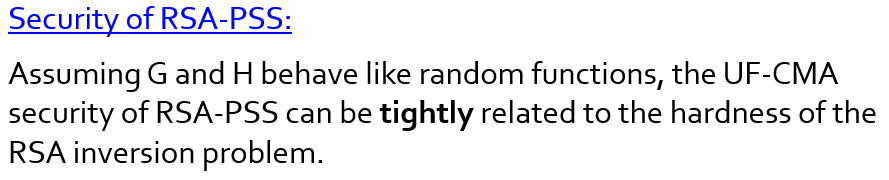 Security of RSA-PSS:
Assuming G and H behave like random functions, the UF-CMA
security of RSA-PSS can be tightly related to the hardness of the
RSA inversion problem.